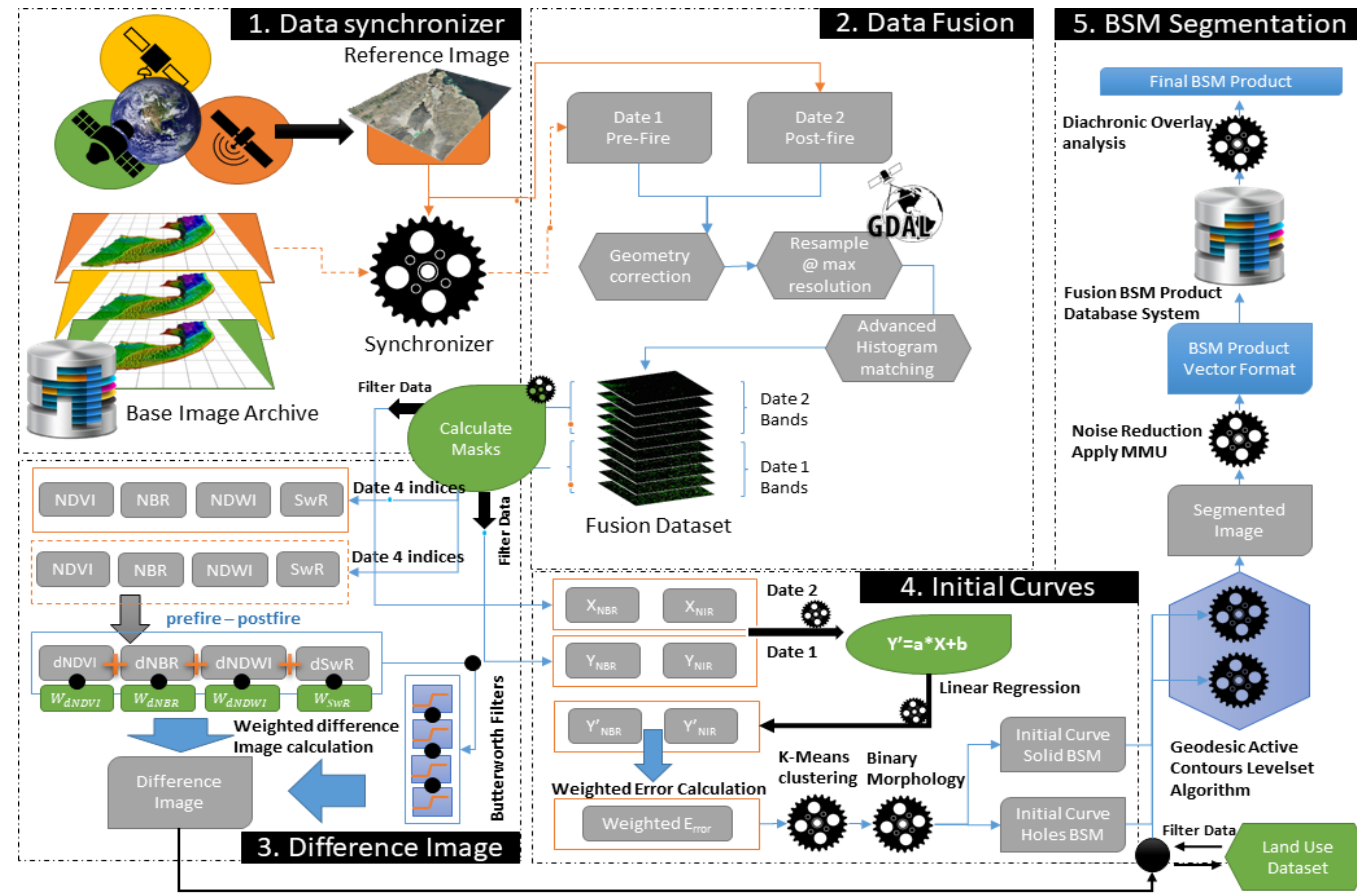 1. Data synchronizer
Reference Image
Synchronizer
Base Image Archive
2. Data Fusion
Date 1
Pre-Fire
Date 2
Post-fire
GDAL
Geometry
correction
Resample
@ max
resolution
Advanced
Histogram
matching
Date 2
Bands
Date 1
Bands
Fusion Dataset
Filter Data
Calculate
Masks
Filter Data
Date 4 indices
NDVI
NBR
NDWI
SwR
Date 4 indices
NDVI
NBR
NDWI
SwR
prefire – postfire
dNDVI
+
dNBR
+
dNDWI
+
dSwR
W_dNDVI
W_dNBR
W_dNDWI
W_SwR
Weighted difference
Image calculation
Butterworth Filters
Difference
Image
3. Difference Image
4. Initial Curves
X_NBR
X_NIR
Date 2
Y_NBR
Y_NIR
Date 1
Y'=a*X+b
Linear Regression
Y'_NBR
Y'_NIR
Weighted Error Calculation
Weighted E_rror
K-Means
clustering
Binary
Morphology
Initial Curve
Solid BSM
Initial Curve
Holes BSM
5. BSM Segmentation
Final BSM Product
Diachronic Overlay
analysis
Fusion BSM Product
Database System
BSM Product
Vector Format
Noise Reduction
Apply MMU
Segmented
Image
Geodesic Active
Contours Levelset
Algorithm
Filter Data
Land Use
Dataset